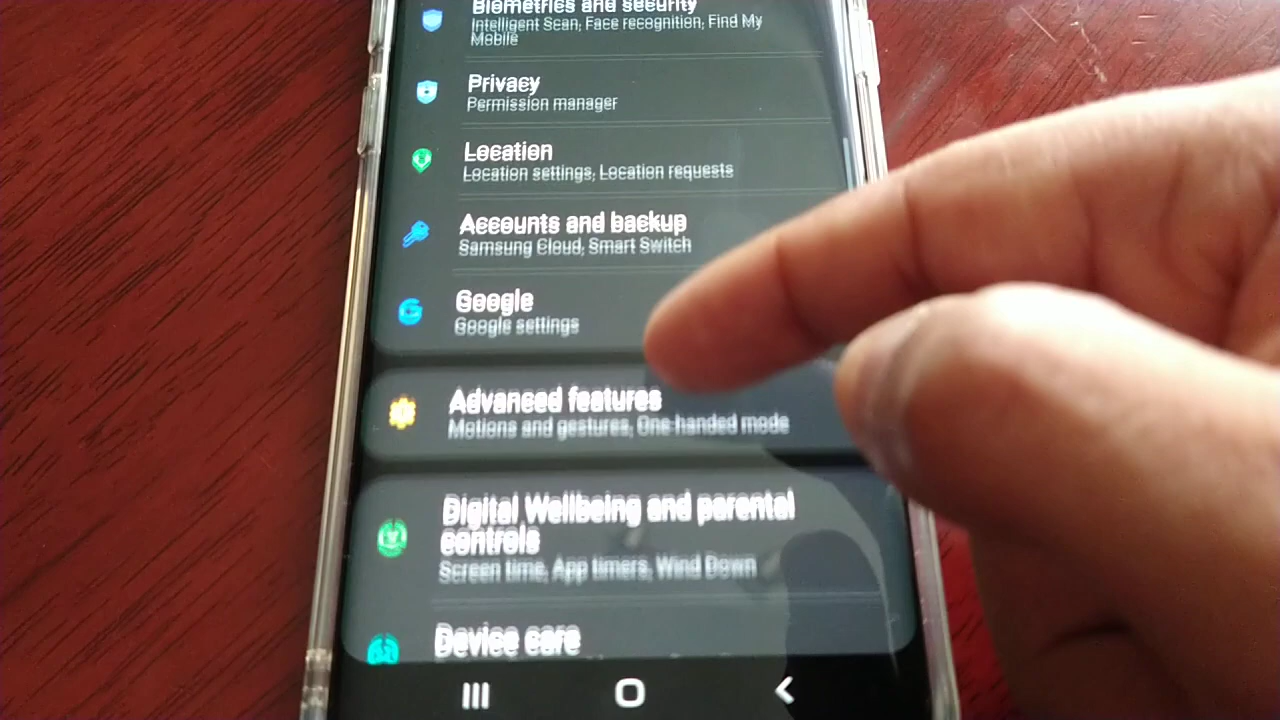 Biometrics and security
Intelligent Scan, Face recognition, Find My
Mobile
Privacy
Permission manager
Location
Location settings, Location requests
Accounts and backup
Samsung Cloud, Smart Switch
Google
Google settings
Advanced features
Motions and gestures, One-handed mode
Digital Wellbeing and parental
controls
Screen time, App timers, Wind Down
Device care